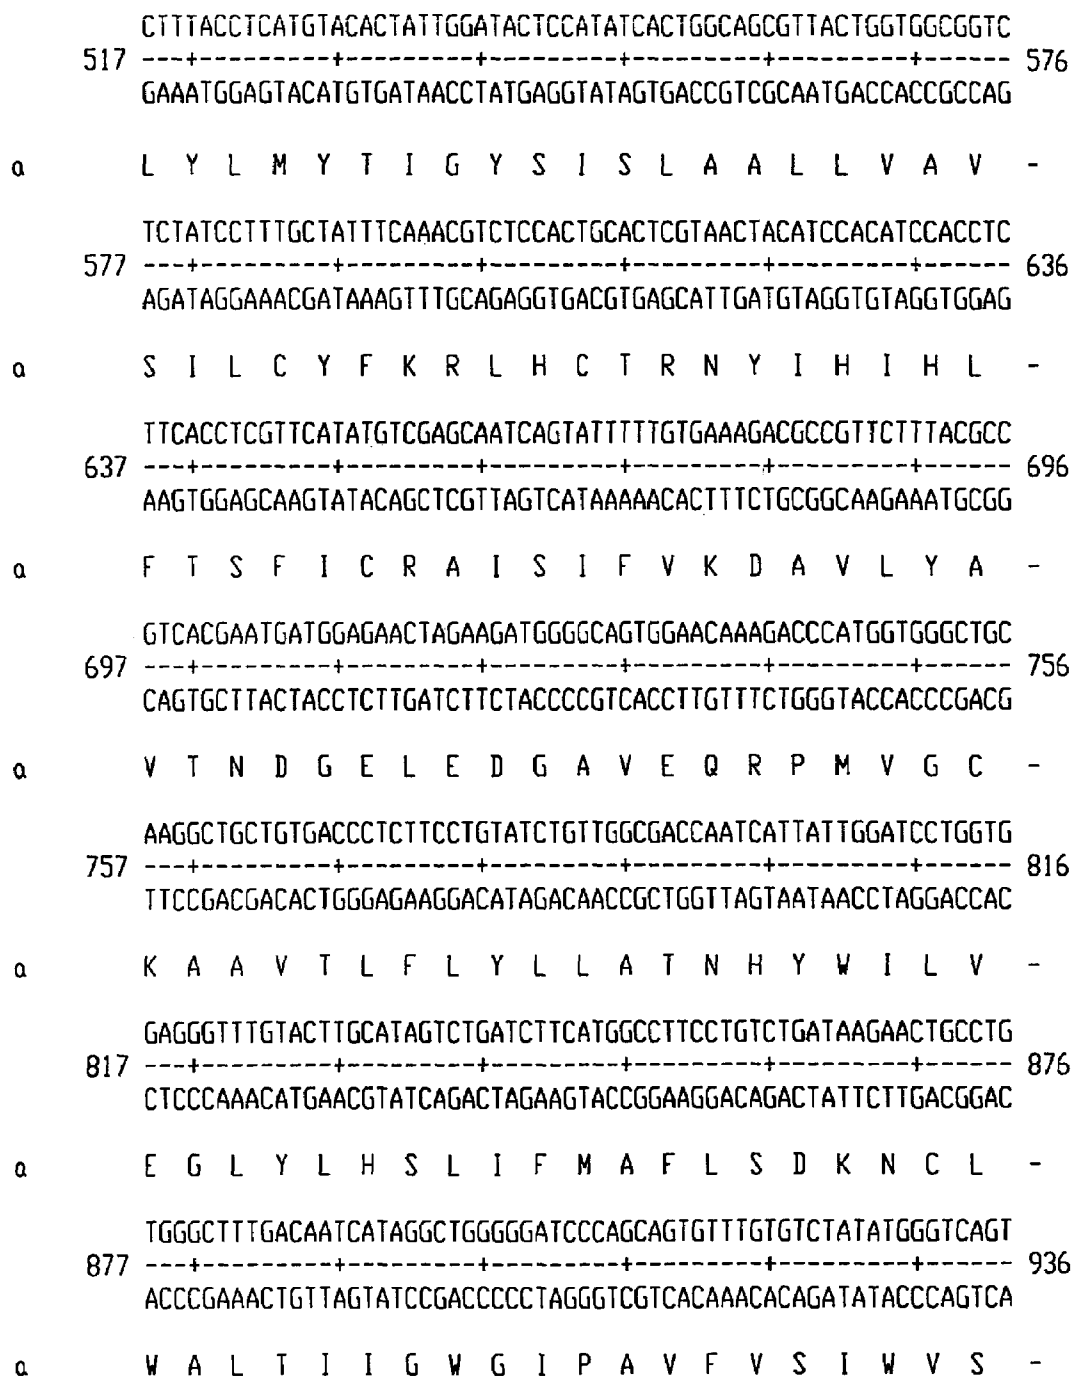 CTTTACCTCATGTACACTATTGGATACTCCATATCACTGGCAGCGTTACTGGTGGCGGTC
517 ---+---------+---------+---------+---------+---------+------ 576
GAAATGGAGTACATGTGATAACCTATGAGGTATAGTGACCGTCGCAATGACCACCGCCAG
a L Y L M Y T I G Y S I S L A A L L V A V -
TCTATCCTTTGCTATTTCAAACGTCTCCACTGCACTCGTAACTACATCCACATCCACCTC
577 ---+---------+---------+---------+---------+---------+------ 636
AGATAGGAAACGATAAAGTTTGCAGAGGTGACGTGAGCATTGATGTAGGTGTAGGTGGAG
a S I L C Y F K R L H C T R N Y I H I H L -
TTCACCTCGTTCATATGTCGAGCAATCAGTATTTTTGTGAAAGACGCCGTTCTTTACGCC
637 ---+---------+---------+---------+---------+---------+------ 696
AAGTGGAGCAAGTATACAGCTCGTTAGTCATAAAAACACTTTCTGCGGCAAGAAATGCGG
a F T S F I C R A I S I F V K D A V L Y A -
GTCACGAATGATGGAGAACTAGAAGATGGGGCAGTGGAACAAAGACCCATGGTGGGCTGC
697 ---+---------+---------+---------+---------+---------+------ 756
CAGTGCTTACTACCTCTTGATCTTCTACCCCGTCACCTTGTTTCTGGGTACCACCCGACG
a V T N D G E L E D G A V E Q R P M V G C -
AAGGCTGCTGTGACCCTCTTCCTGTATCTGTTGGCGACCAATCATTATTGGATCCTGGTG
757 ---+---------+---------+---------+---------+---------+------ 816
TTCCGACGACACTGGGAGAAGGACATAGACAACCGCTGGTTAGTAATAACCTAGGACCAC
a K A A V T L F L Y L L A T N H Y W I L V -
GAGGGTTTGTACTTGCATAGTCTGATCTTCATGGCCTTCCTGTCTGATAAGAACTGCCTG
817 ---+---------+---------+---------+---------+---------+------ 876
CTCCCAAACATGAACGTATCAGACTAGAAGTACCGGAAGGACAGACTATTCTTGACGGAC
a E G L Y L H S L I F M A F L S D K N C L -
TGGGCTTTGACAATCATAGGCTGGGGGATCCCAGCAGTGTTTGTGTCTATATGGGTCAGT
877 ---+---------+---------+---------+---------+---------+------ 936
ACCCGAAACTGTTAGTATCCGACCCCCTAGGGTCGTCACAAACACAGATATACCCAGTCA
a W A L T I I G W G I P A V F V S I W V S -